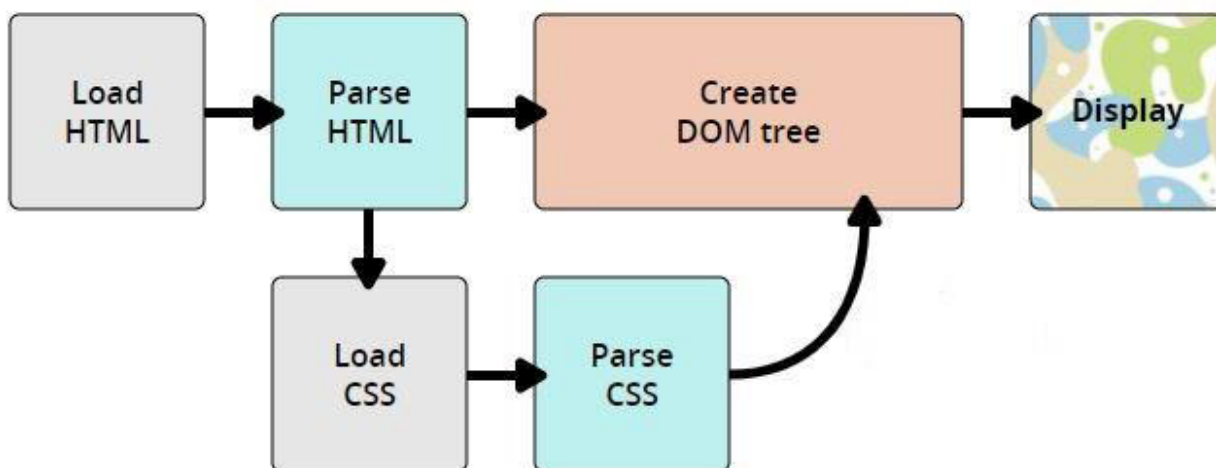 Load
HTML
Parse
HTML
Create
DOM tree
Display
Load
CSS
Parse
CSS